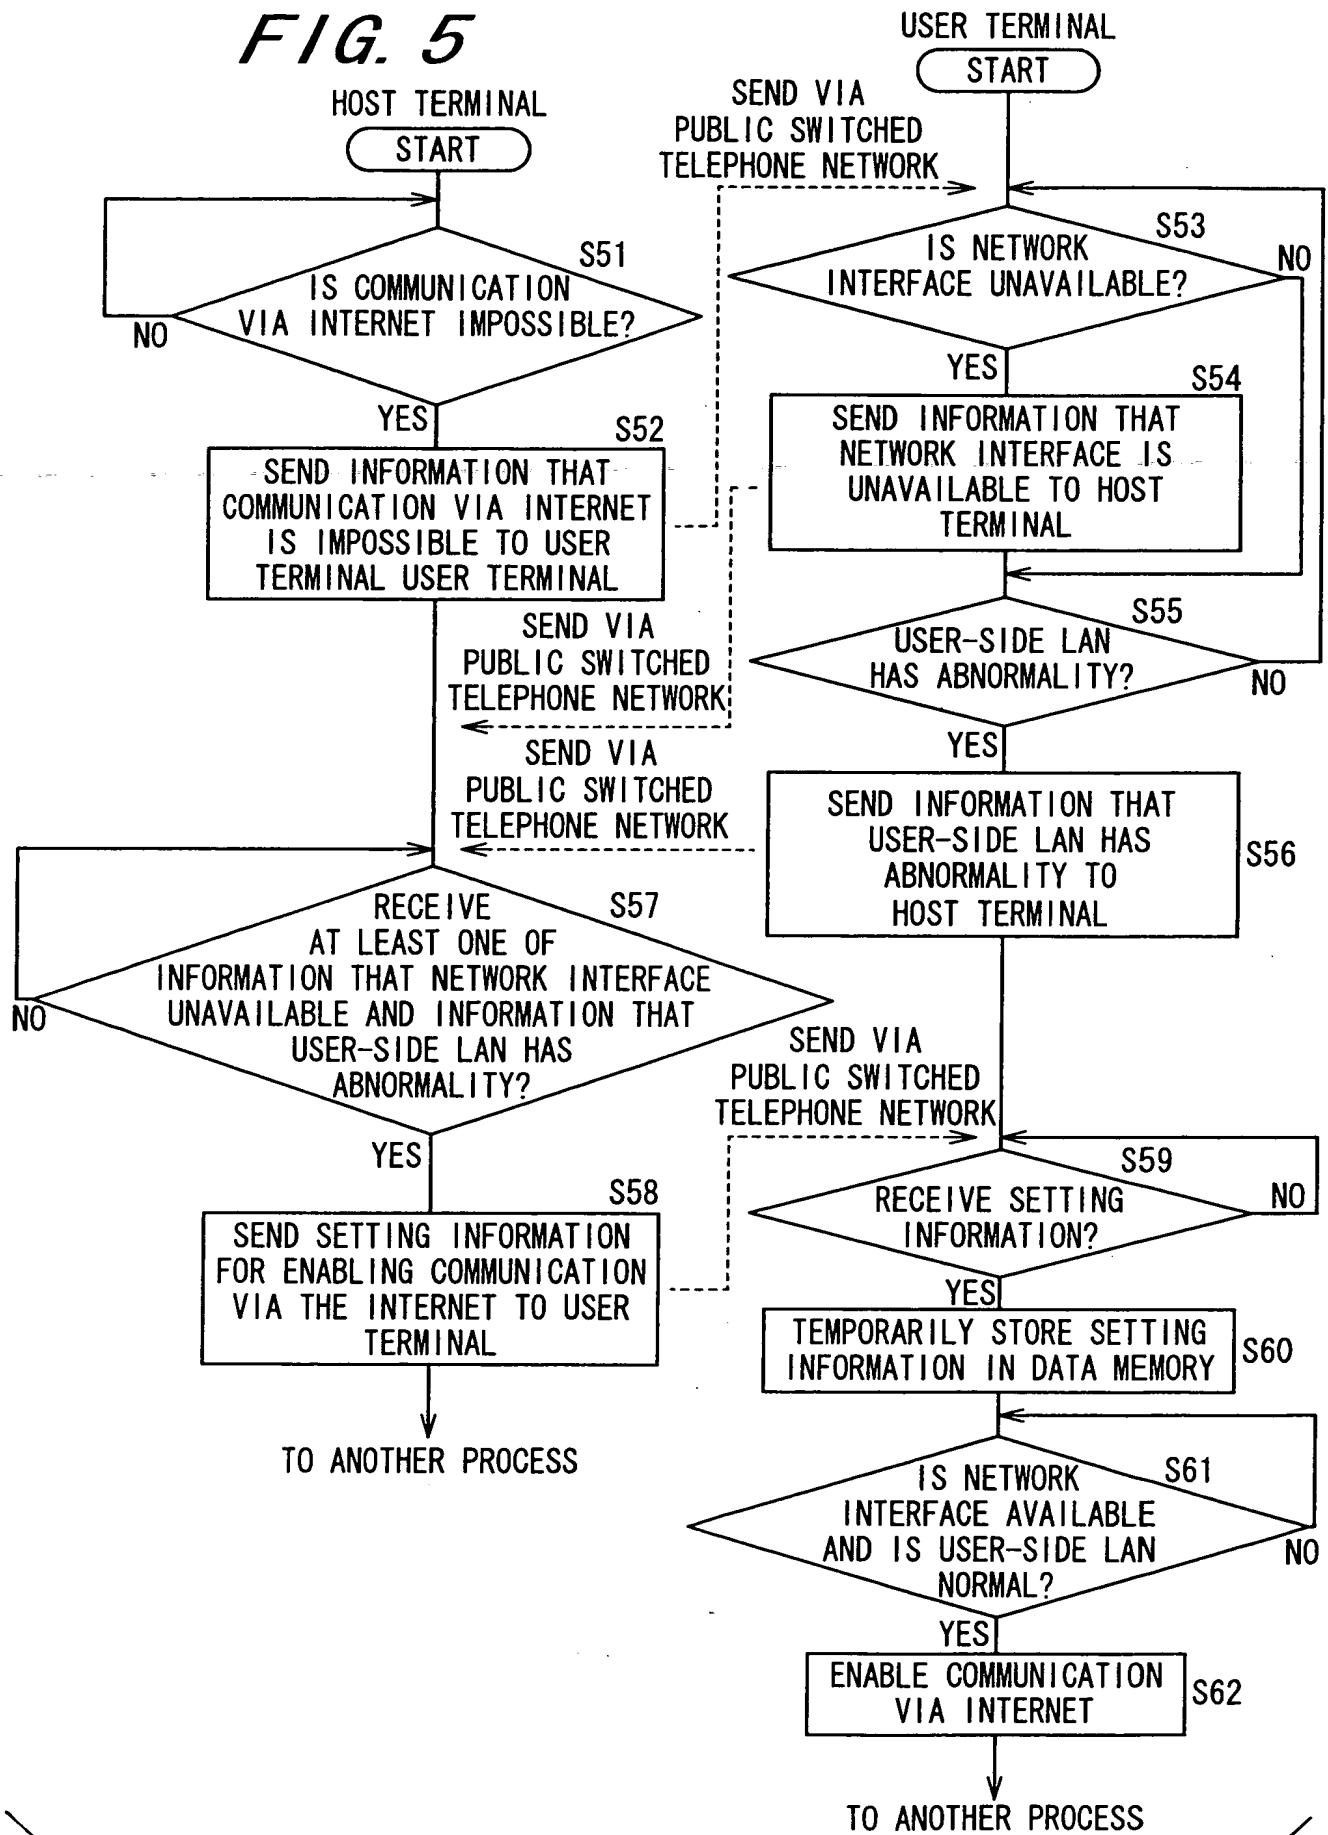 FIG. 5
HOST TERMINAL
START
S51
IS COMMUNICATION
VIA INTERNET IMPOSSIBLE?
NO
YES
S52
SEND INFORMATION THAT
COMMUNICATION VIA INTERNET
IS IMPOSSIBLE TO USER
TERMINAL USER TERMINAL
SEND VIA
PUBLIC SWITCHED
TELEPHONE NETWORK
USER TERMINAL
START
S53
IS NETWORK
INTERFACE UNAVAILABLE?
NO
YES
S54
SEND INFORMATION THAT
NETWORK INTERFACE IS
UNAVAILABLE TO HOST
TERMINAL
SEND VIA
PUBLIC SWITCHED
TELEPHONE NETWORK
S55
USER-SIDE LAN
HAS ABNORMALITY?
NO
YES
SEND VIA
PUBLIC SWITCHED
TELEPHONE NETWORK
SEND INFORMATION THAT
USER-SIDE LAN HAS
ABNORMALITY TO
HOST TERMINAL
S56
S57
RECEIVE
AT LEAST ONE OF
INFORMATION THAT NETWORK INTERFACE
UNAVAILABLE AND INFORMATION THAT
USER-SIDE LAN HAS
ABNORMALITY?
NO
YES
S58
SEND SETTING INFORMATION
FOR ENABLING COMMUNICATION
VIA THE INTERNET TO USER
TERMINAL
TO ANOTHER PROCESS
SEND VIA
PUBLIC SWITCHED
TELEPHONE NETWORK
S59
RECEIVE SETTING
INFORMATION?
NO
YES
TEMPORARILY STORE SETTING
INFORMATION IN DATA MEMORY
S60
S61
IS NETWORK
INTERFACE AVAILABLE
AND IS USER-SIDE LAN
NORMAL?
NO
YES
ENABLE COMMUNICATION
VIA INTERNET
S62
TO ANOTHER PROCESS